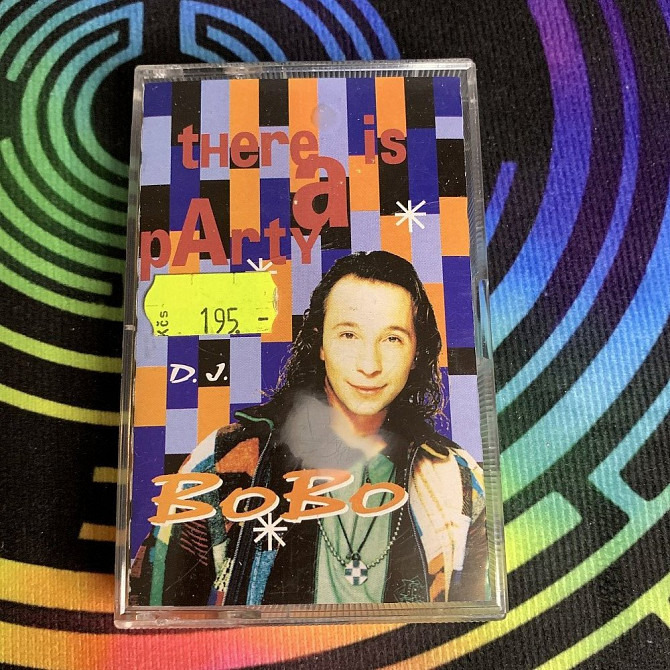 tHere is
a
pArtY
Kčs 195,-
D.J.
BoBo